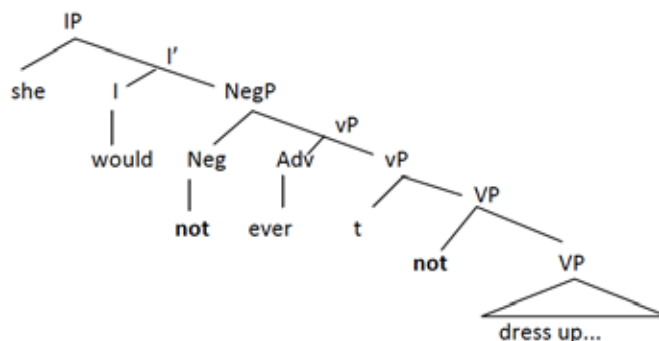 IP
I'
she I NegP
vP
would Neg Adv vP
VP
not ever t
not
VP
dress up...